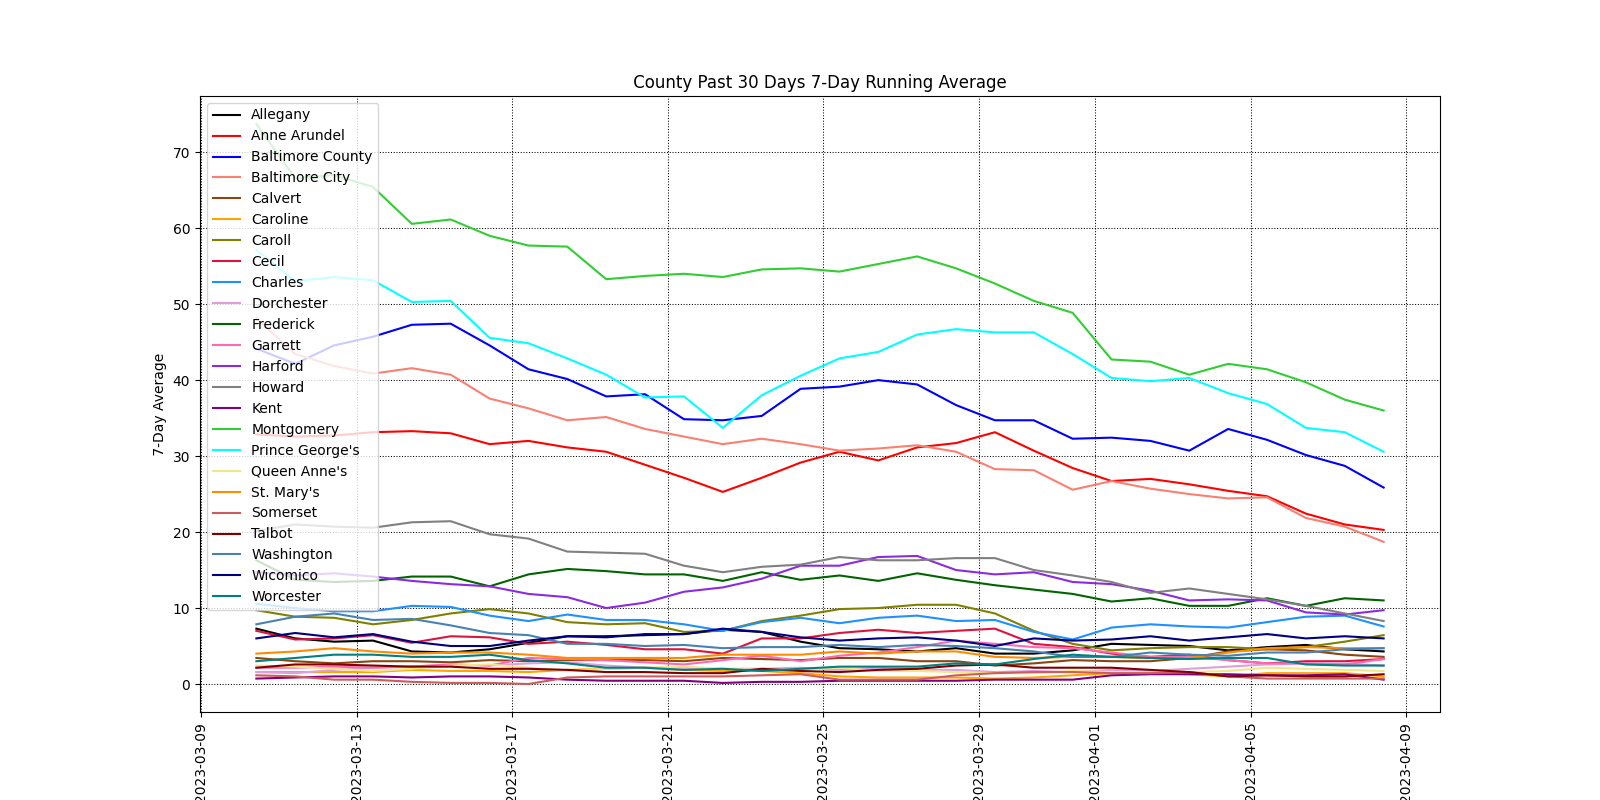 County Past 30 Days 7-Day Running Average
7-Day Average
70
60
50
40
30
20
10
0
Allegany
Anne Arundel
Baltimore County
Baltimore City
Calvert
Caroline
Caroll
Cecil
Charles
Dorchester
Frederick
Garrett
Harford
Howard
Kent
Montgomery
Prince George's
Queen Anne's
St. Mary's
Somerset
Talbot
Washington
Wicomico
Worcester
2023-03-09
2023-03-13
2023-03-17
2023-03-21
2023-03-25
2023-03-29
2023-04-01
2023-04-05
2023-04-09